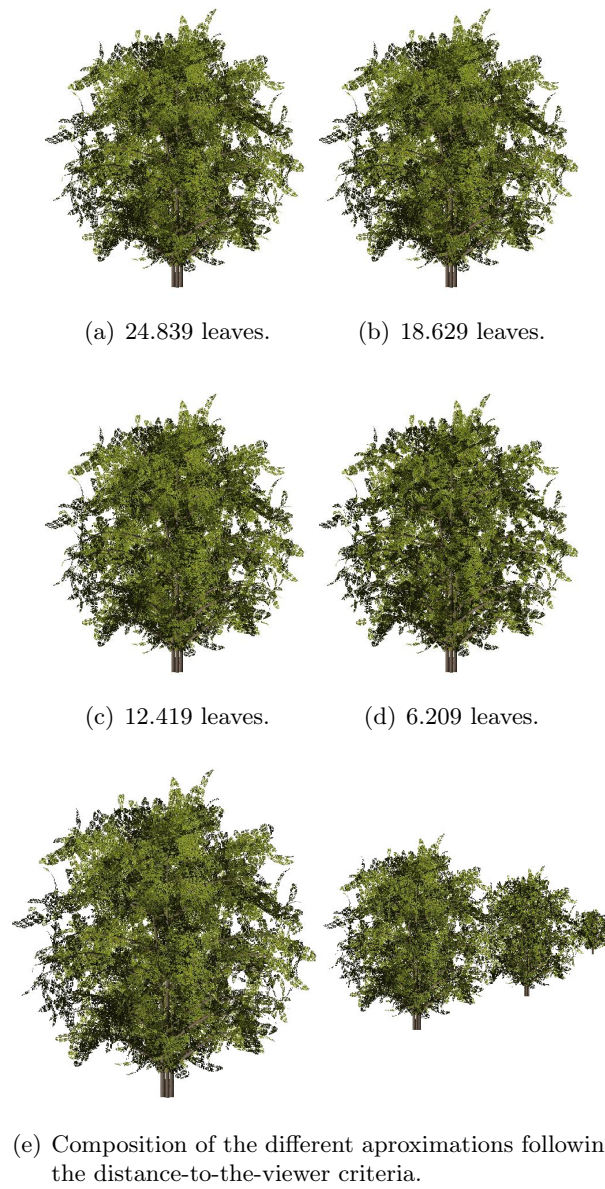 (a) 24.839 leaves.
(b) 18.629 leaves.
(c) 12.419 leaves.
(d) 6.209 leaves.
(e) Composition of the different aproximations followin
the distance-to-the-viewer criteria.